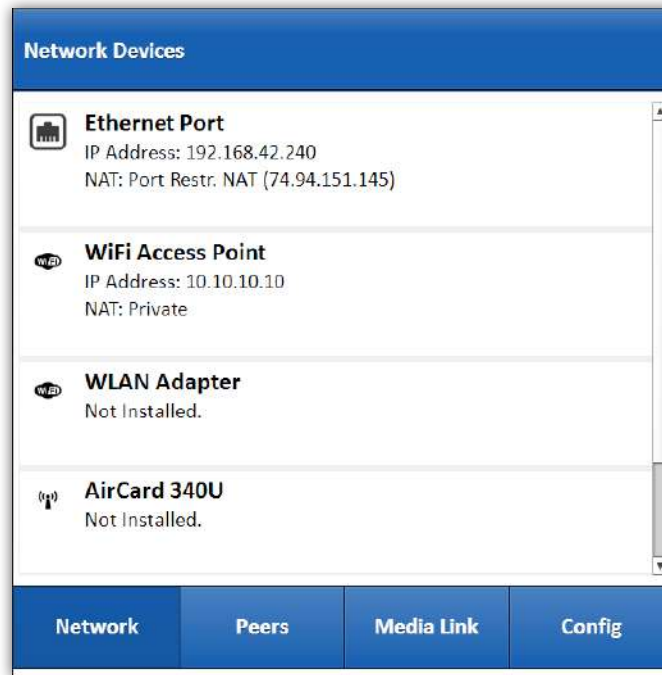 Network Devices
Ethernet Port
IP Address: 192.168.42.240
NAT: Port Restr. NAT (74.94.151.145)
WiFi
WiFi Access Point
IP Address: 10.10.10.10
NAT: Private
WiFi
WLAN Adapter
Not Installed.
AirCard 340U
Not Installed.
Network
Peers
Media Link
Config